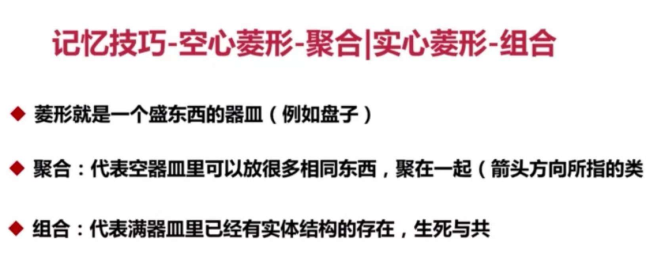 记忆技巧-空心菱形-聚合|实心菱形-组合
菱形就是一个盛东西的器皿（例如盘子）
聚合：代表空器皿里可以放很多相同东西，聚在一起（箭头方向所指的类
组合：代表满器皿里已经有实体结构的存在，生死与共